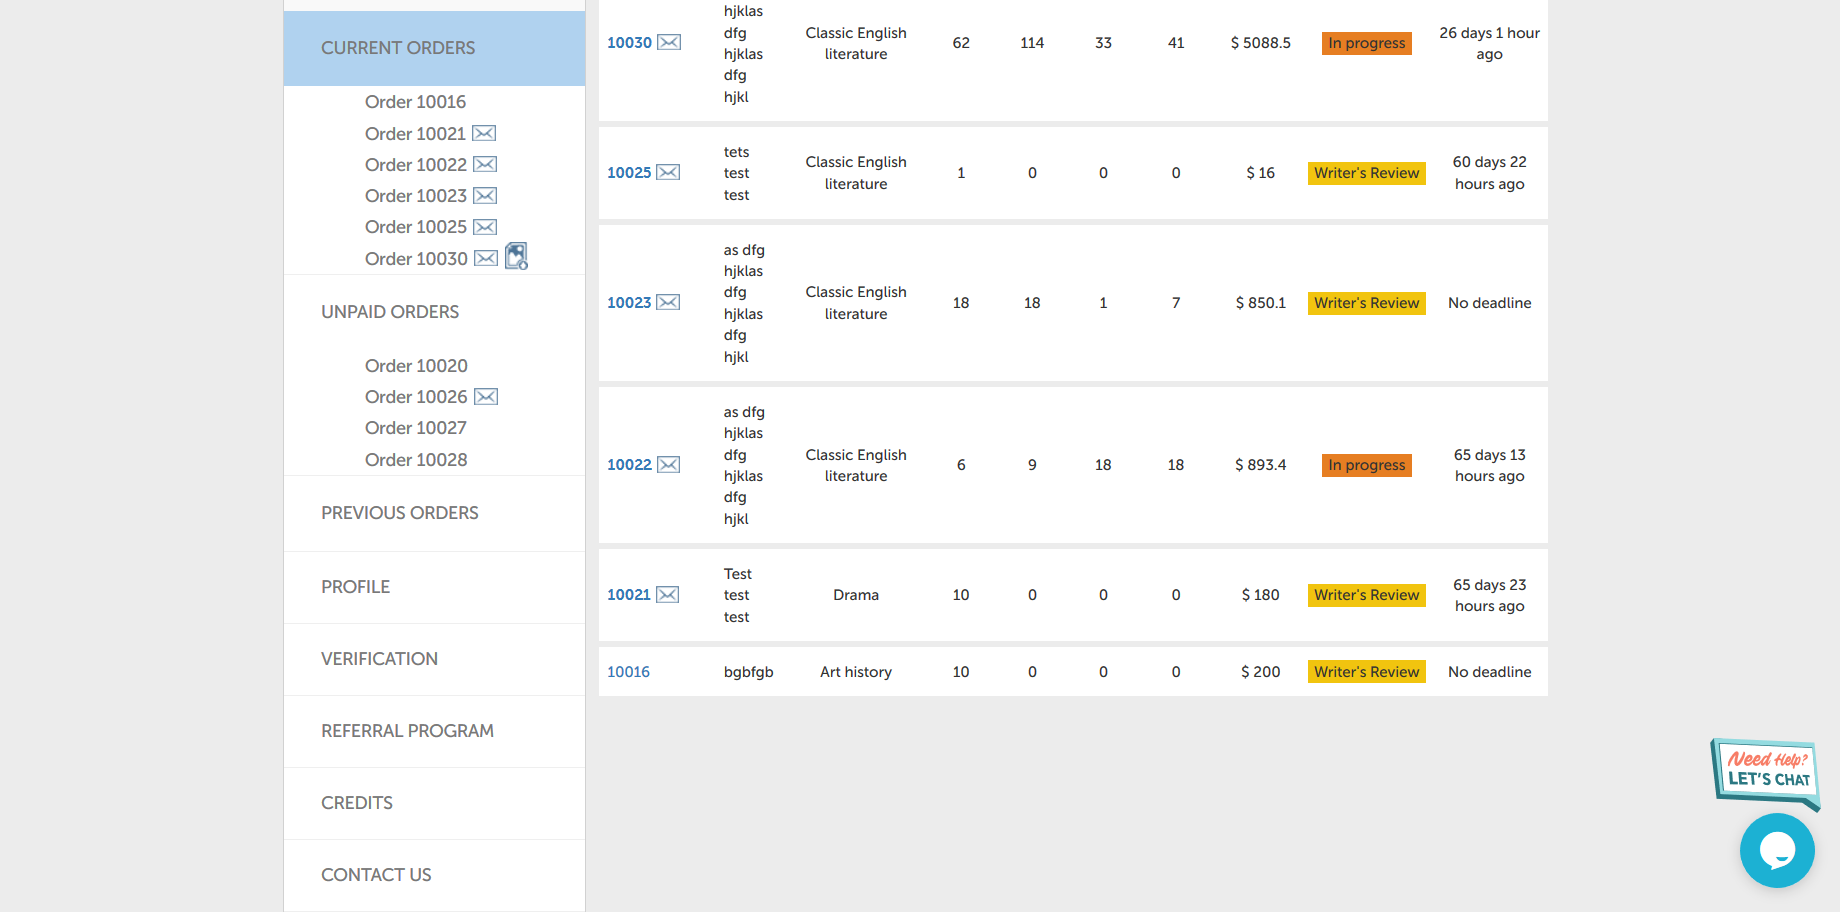 CURRENT ORDERS
Order 10016
Order 10021
Order 10022
Order 10023
Order 10025
Order 10030
UNPAID ORDERS
Order 10020
Order 10026
Order 10027
Order 10028
PREVIOUS ORDERS
PROFILE
VERIFICATION
REFERRAL PROGRAM
CREDITS
CONTACT US
hjklas
dfg
hjklas
dfg
hjkl
10030
Classic English
literature
62 114 33 41 $ 5088.5 In progress
26 days 1 hour
ago
10025
tets
test
test
Classic English
literature
1 0 0 0 $ 16 Writer's Review
60 days 22
hours ago
10023
as dfg
hjklas
dfg
hjklas
dfg
hjkl
Classic English
literature
18 18 1 7 $ 850.1 Writer's Review No deadline
10022
as dfg
hjklas
dfg
hjklas
dfg
hjkl
Classic English
literature
6 9 18 18 $ 893.4 In progress
65 days 13
hours ago
10021
Test
test
test
Drama 10 0 0 0 $ 180 Writer's Review
65 days 23
hours ago
10016 bgbfgb Art history 10 0 0 0 $ 200 Writer's Review No deadline
Need Help?
LET'S CHAT